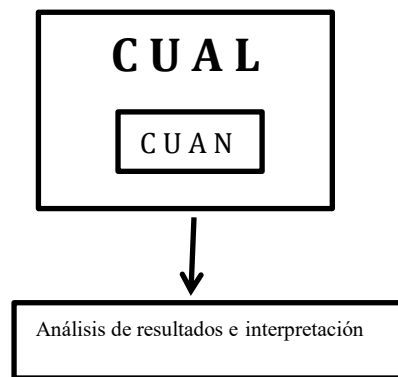 C U A L
C U A N
Análisis de resultados e interpretación